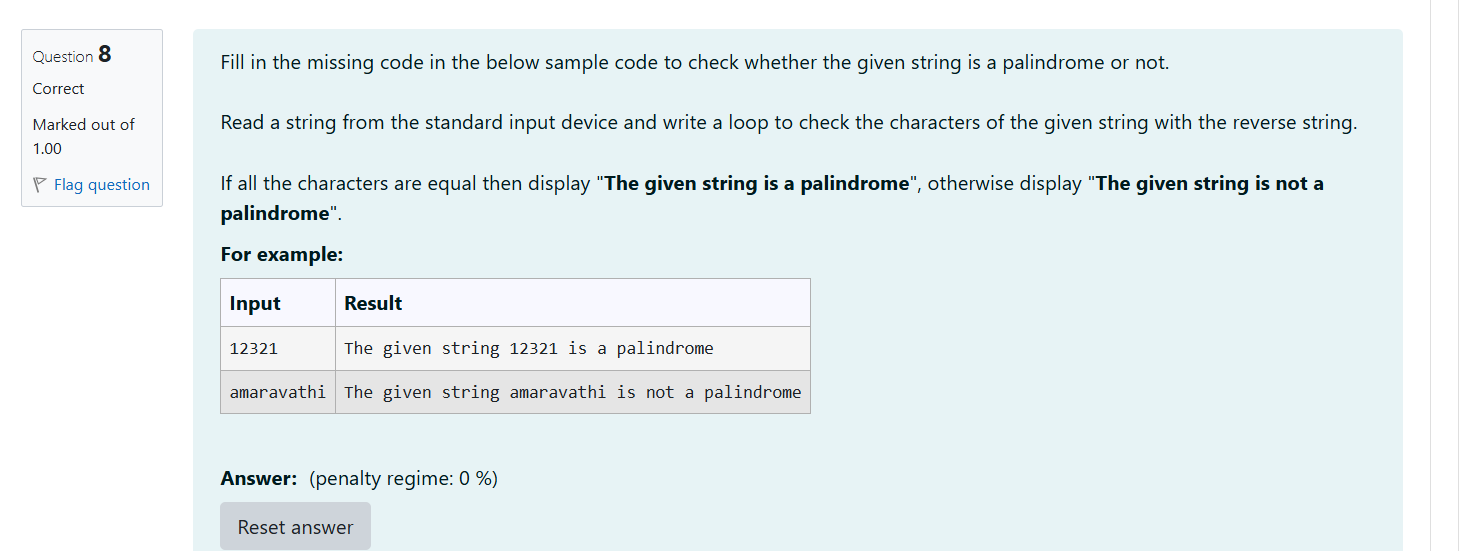 Question 8
Correct
Marked out of
1.00
Flag question
Fill in the missing code in the below sample code to check whether the given string is a palindrome or not.
Read a string from the standard input device and write a loop to check the characters of the given string with the reverse string.
If all the characters are equal then display "The given string is a palindrome", otherwise display "The given string is not a
palindrome".
For example:
Input Result
12321 The given string 12321 is a palindrome
amaravathi The given string amaravathi is not a palindrome
Answer: (penalty regime: 0 %)
Reset answer